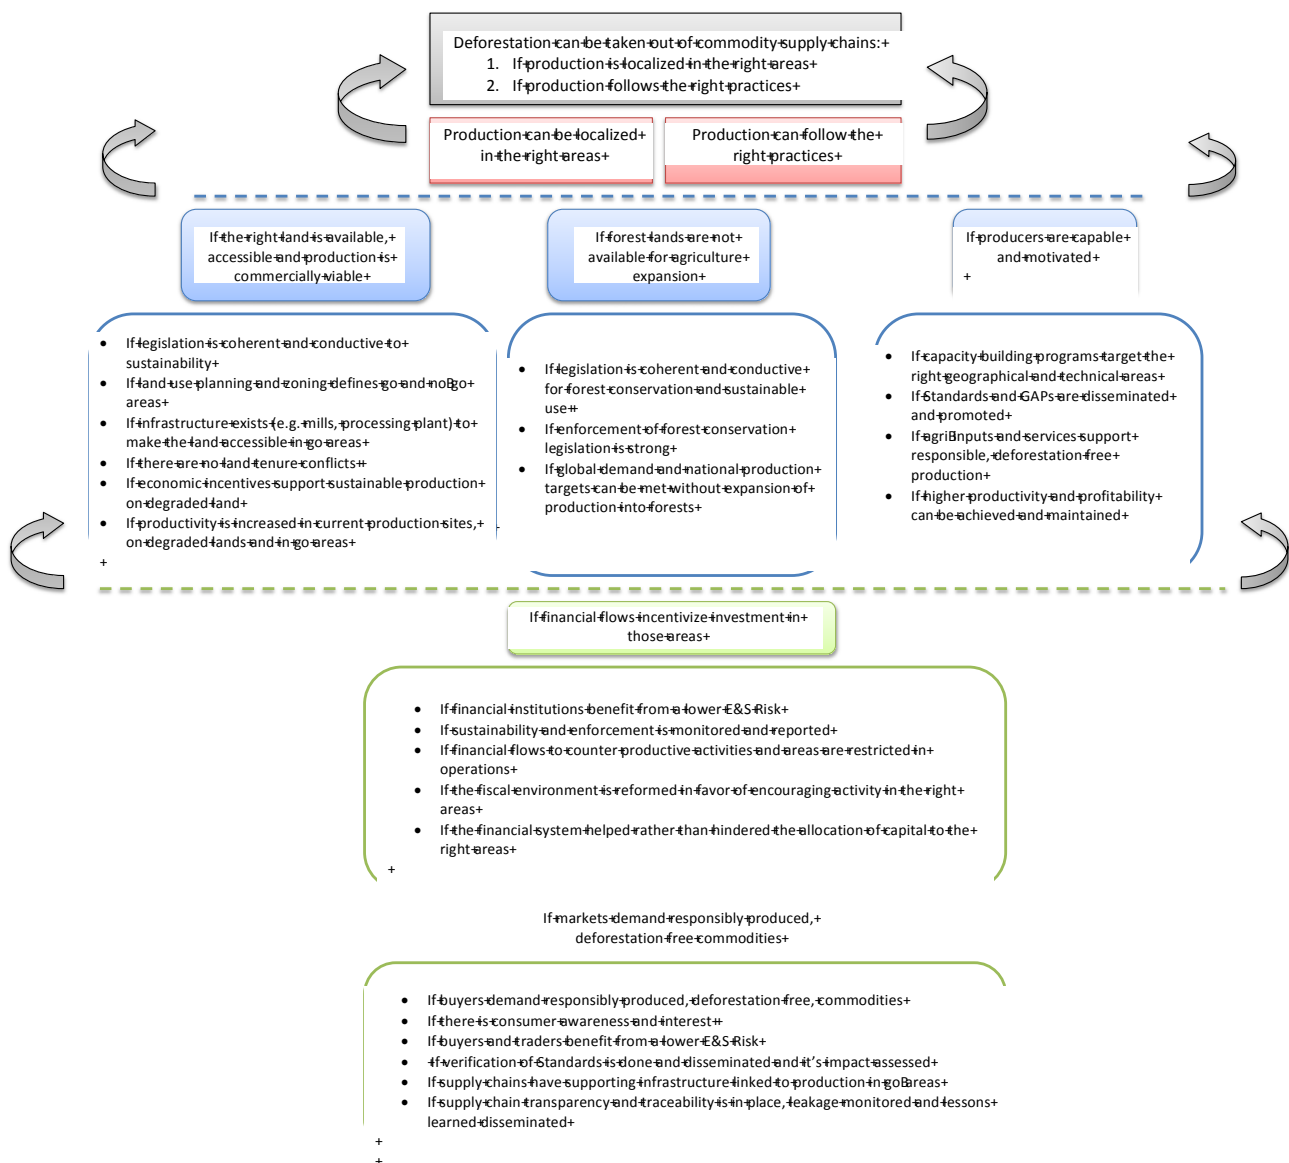 Deforestation+can+be+taken+out+of+commodity+supply+chains:+
1. If+production+is+localized+in+the+right+areas+
2. If+production+follows+the+right+practices+
Production+can+be+localized+
in+the+right+areas+
Production+can+follow+the+
right+practices+
If+the+right+land+is+available,+
accessible+and+production+is+
commercially+viable+
If+forest+lands+are+not+
available+for+agriculture+
expansion+
If+producers+are+capable+
and+motivated+
+
• If+legislation+is+coherent+and+conductive+to+
sustainability+
• If+land+use+planning+and+zoning+defines+go+and+noBgo+
areas+
• If+infrastructure+exists+(e.g.+mills,+processing+plant)+to+
make+the+land+accessible+in+go+areas+
• If+there+are+no+land+tenure+conflicts++
• If+economic+incentives+support+sustainable+production+
on+degraded+land+
• If+productivity+is+increased+in+current+production+sites,+
on+degraded+lands+and+in+go+areas+
+
• If+legislation+is+coherent+and+conductive+
for+forest+conservation+and+sustainable+
use++
• If+enforcement+of+forest+conservation+
legislation+is+strong+
• If+global+demand+and+national+production+
targets+can+be+met+without+expansion+of+
production+into+forests+
+
• If+capacity+building+programs+target+the+
right+geographical+and+technical+areas+
• If+Standards+and+GAPs+are+disseminated+
and+promoted+
• If+agriBinputs+and+services+support+
responsible,+deforestation+free+
production+
• If+higher+productivity+and+profitability+
can+be+achieved+and+maintained+
If+financial+flows+incentivize+investment+in+
those+areas+
• If+financial+institutions+benefit+from+a+lower+E&S+Risk+
• If+sustainability+and+enforcement+is+monitored+and+reported+
• If+financial+flows+to+counter+productive+activities+and+areas+are+restricted+in+
operations+
• If+the+fiscal+environment+is+reformed+in+favor+of+encouraging+activity+in+the+right+
areas+
• If+the+financial+system+helped+rather+than+hindered+the+allocation+of+capital+to+the+
right+areas+
+
If+markets+demand+responsibly+produced,+
deforestation+free+commodities+
• If+buyers+demand+responsibly+produced,+deforestation+free,+commodities+
• If+there+is+consumer+awareness+and+interest++
• If+buyers+and+traders+benefit+from+a+lower+E&S+Risk+
• +If+verification+of+Standards+is+done+and+disseminated+and+it's+impact+assessed+
• If+supply+chains+have+supporting+infrastructure+linked+to+production+in+goBareas+
• If+supply+chain+transparency+and+traceability+is+in+place,+leakage+monitored+and+lessons+
learned+disseminated+
+
+